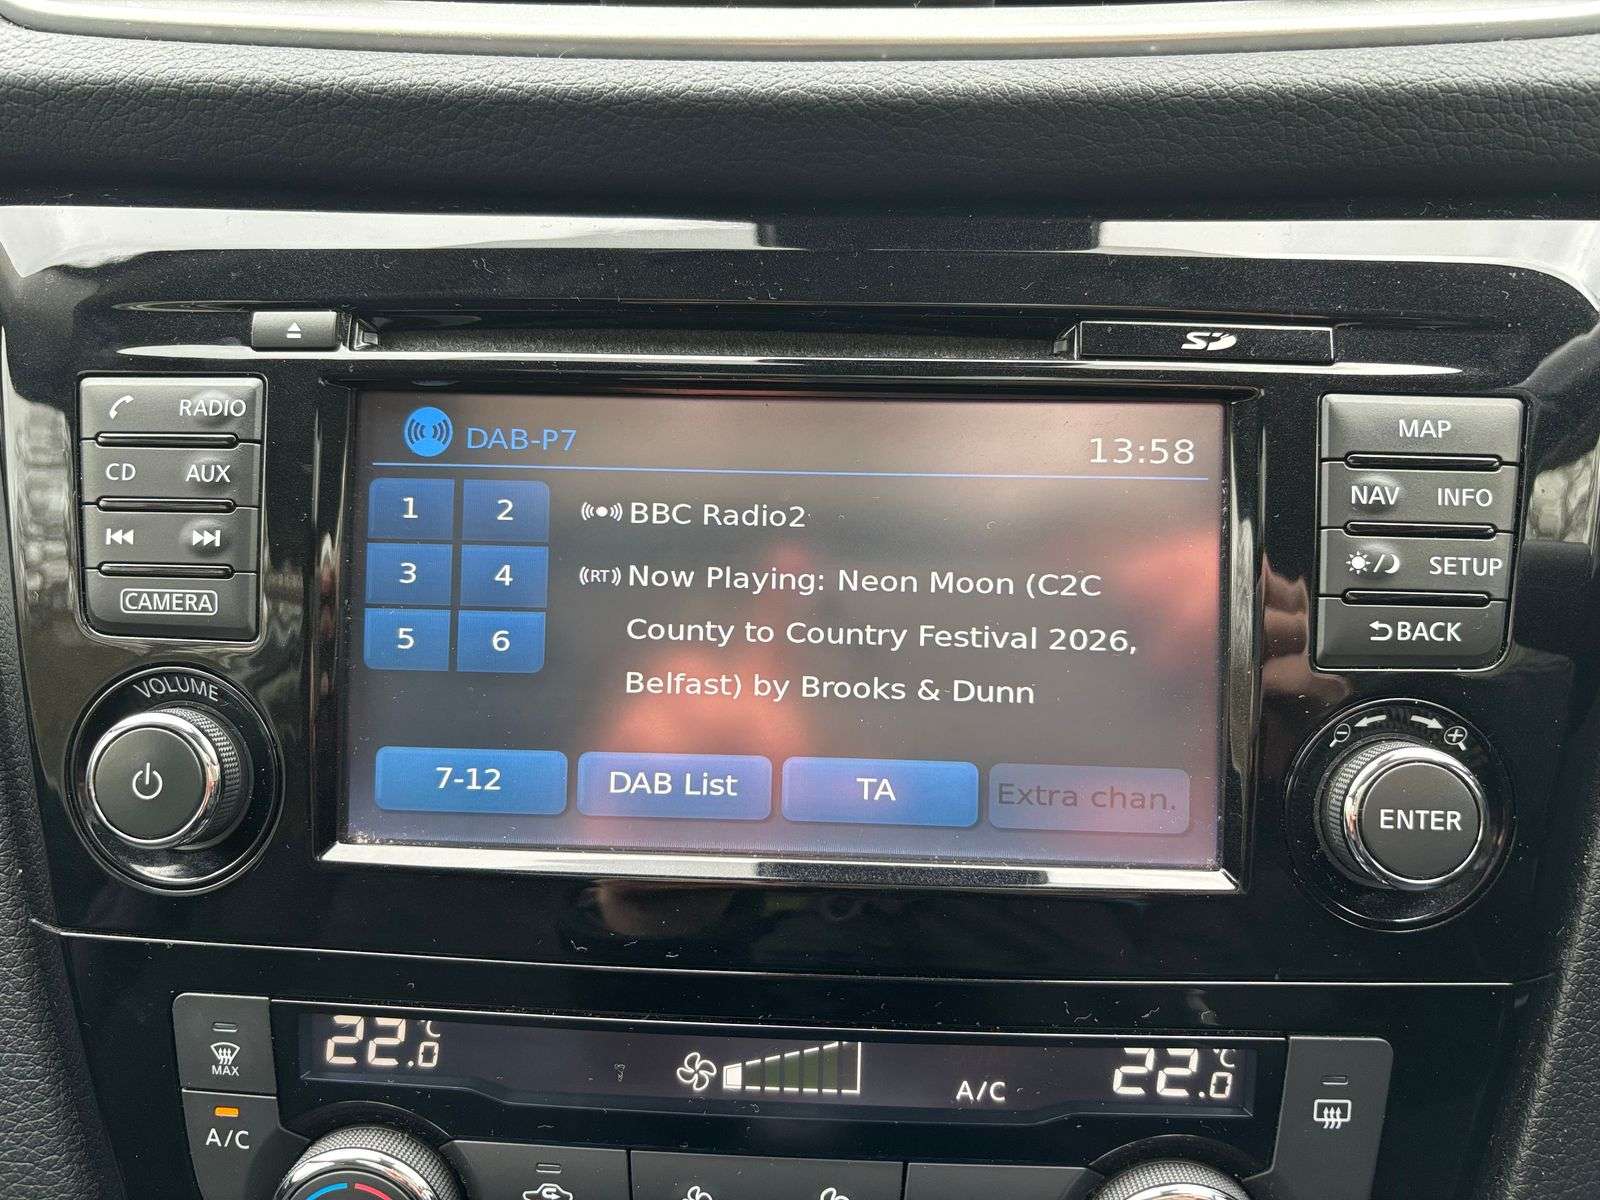 SD
RADIO
CD AUX
CAMERA
VOLUME
DAB-P7
13:58
1 2
3 4
5 6
BBC Radio2
(RT) Now Playing: Neon Moon (C2C
County to Country Festival 2026,
Belfast) by Brooks & Dunn
7-12 DAB List TA Extra chan.
MAP
NAV INFO
SETUP
BACK
ENTER
22.0 °C
A/C
22.0 °C
MAX
A/C